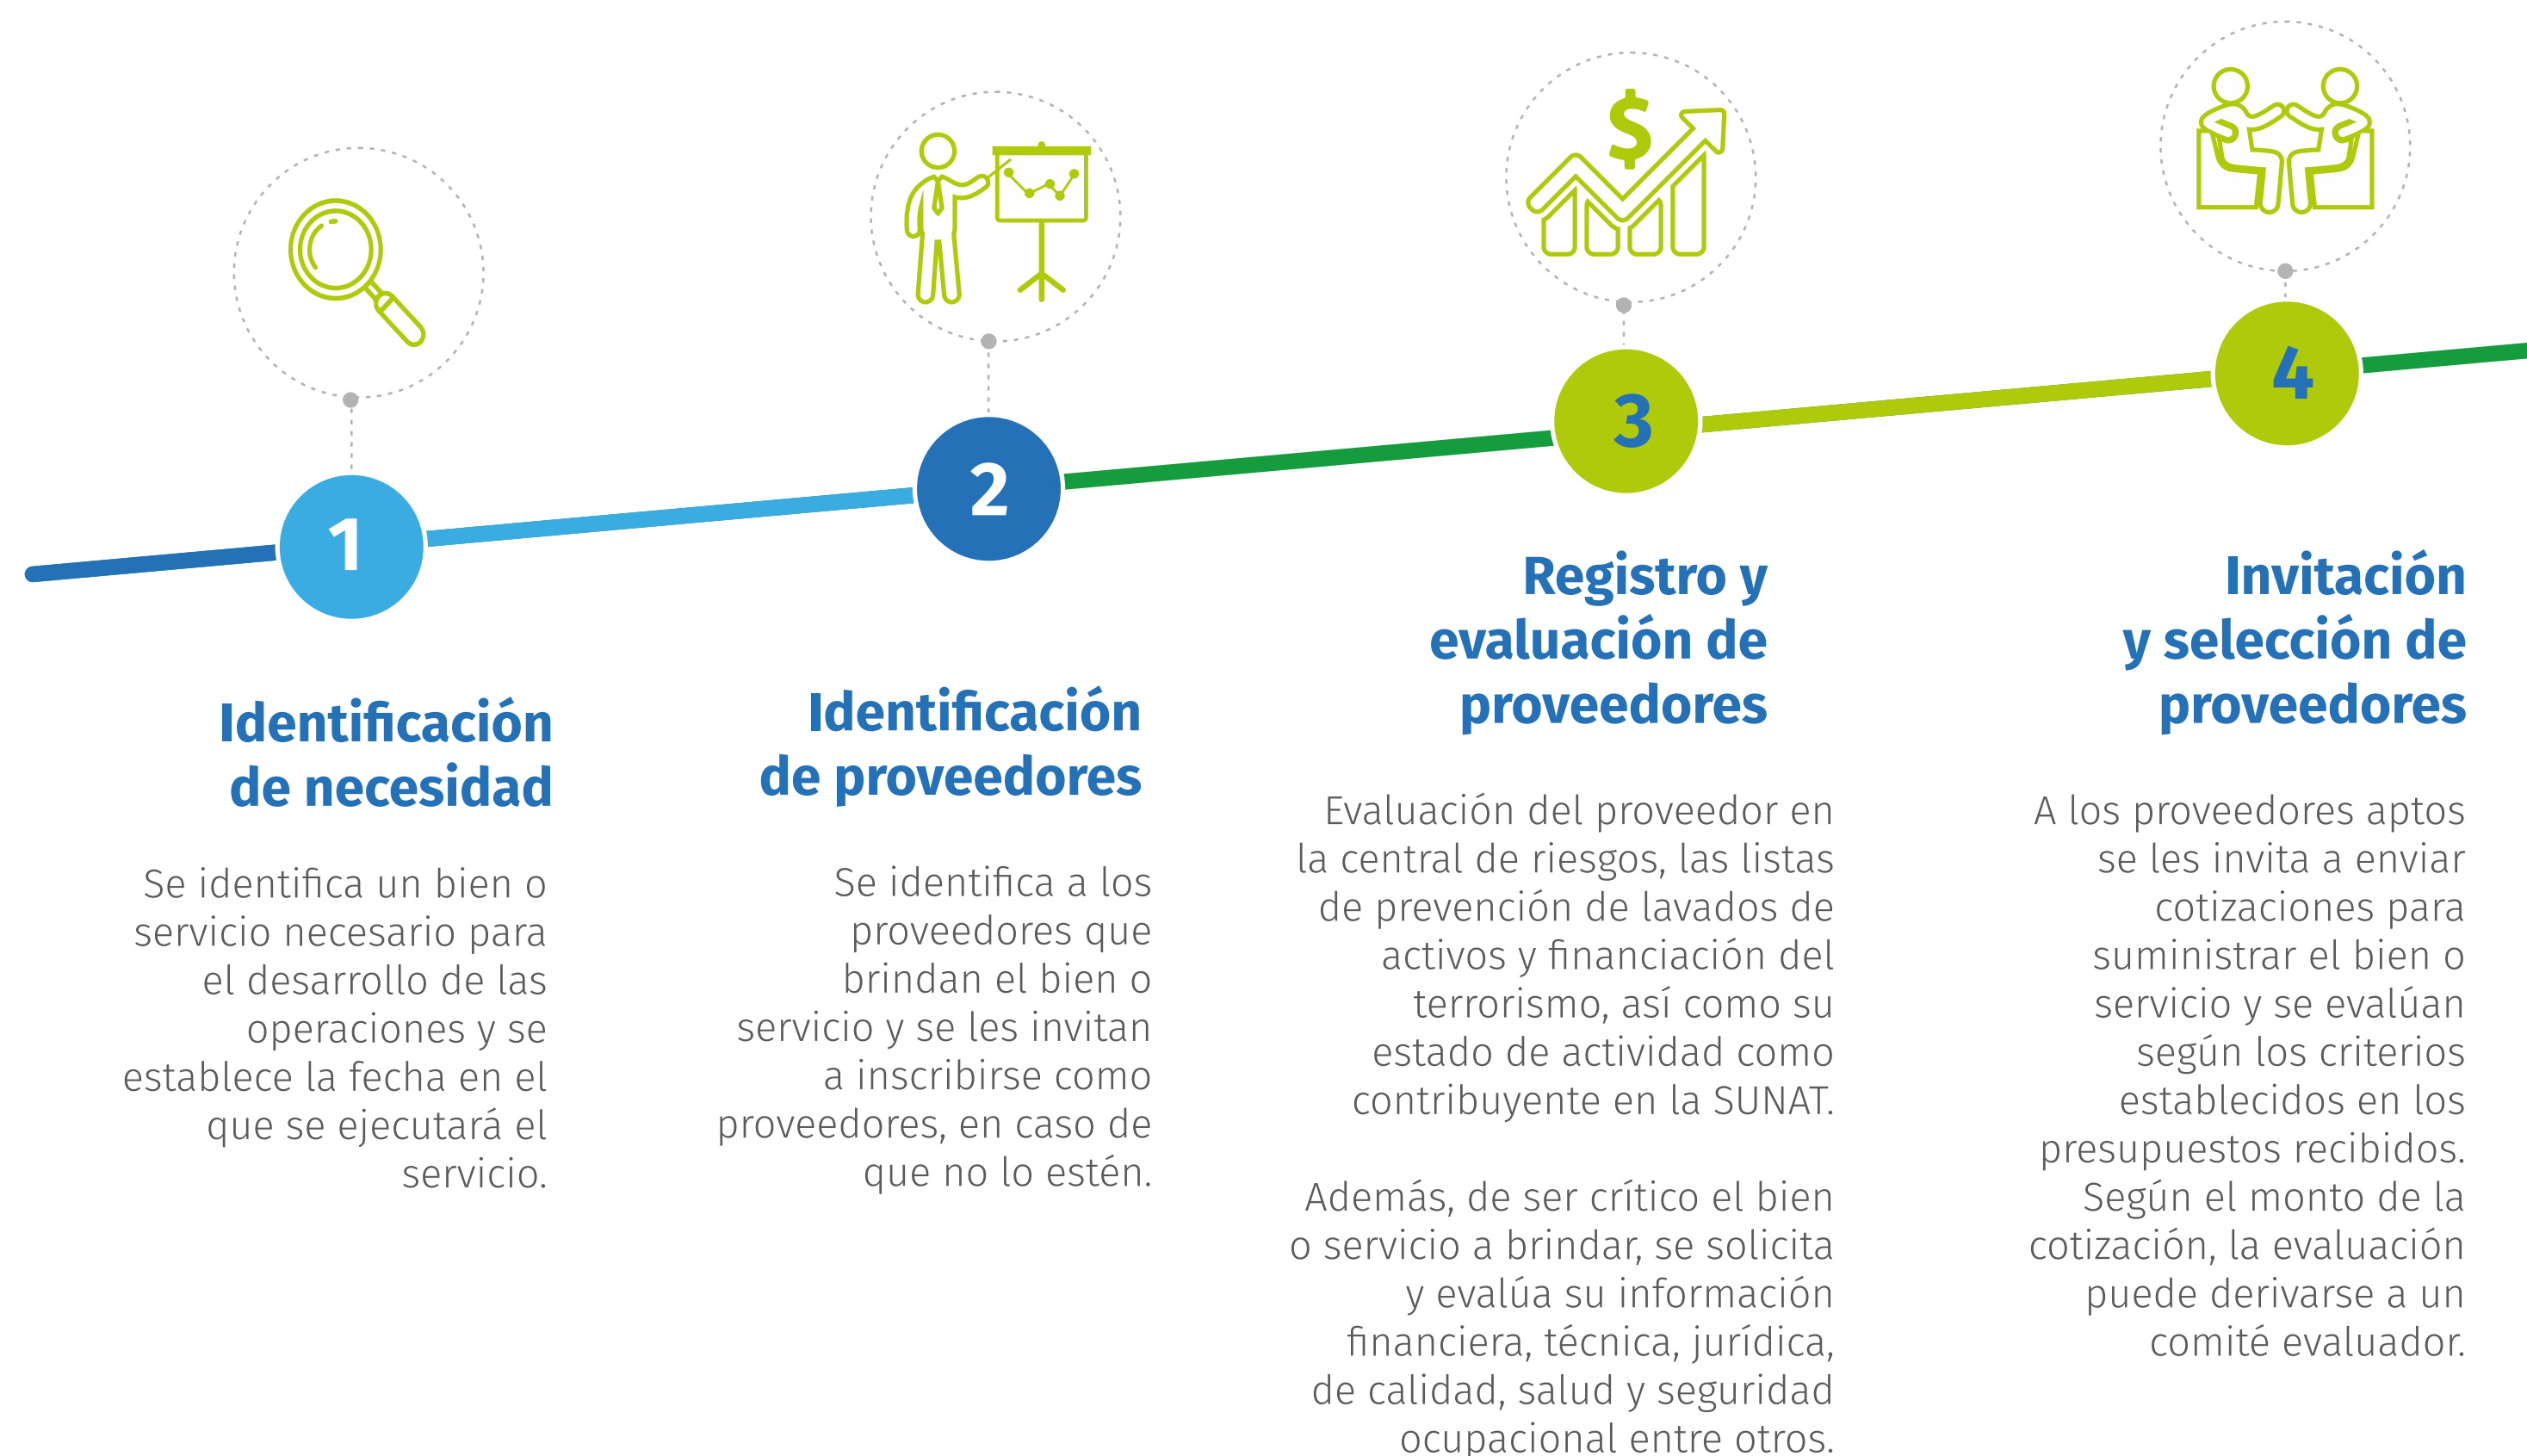 1
Identificación
de necesidad
Se identifica un bien o
servicio necesario para
el desarrollo de las
operaciones y se
establece la fecha en el
que se ejecutará el
servicio.
2
Identificación
de proveedores
Se identifica a los
proveedores que
brindan el bien o
servicio y se les invitan
a inscribirse como
proveedores, en caso de
que no lo estén.
$
3
Registro y
evaluación de
proveedores
Evaluación del proveedor en
la central de riesgos, las listas
de prevención de lavados de
activos y financiación del
terrorismo, así como su
estado de actividad como
contribuyente en la SUNAT.
Además, de ser crítico el bien
o servicio a brindar, se solicita
y evalúa su información
financiera, técnica, jurídica,
de calidad, salud y seguridad
ocupacional entre otros.
4
Invitación
y selección de
proveedores
A los proveedores aptos
se les invita a enviar
cotizaciones para
suministrar el bien o
servicio y se evalúan
según los criterios
establecidos en los
presupuestos recibidos.
Según el monto de la
cotización, la evaluación
puede derivarse a un
comité evaluador.